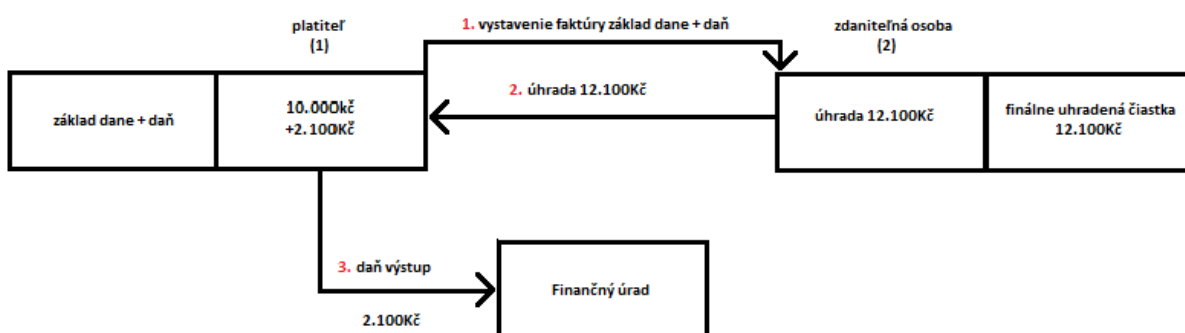 platiteľ
(1)
1. vystavenie faktúry základ dane + daň
zdaniteľná osoba
(2)
základ dane + daň
10.000kč
+2.100Kč
2. úhrada 12.100Kč
úhrada 12.100Kč
finálne uhradená čiastka
12.100Kč
3. daň výstup
2.100Kč
Finančný úrad